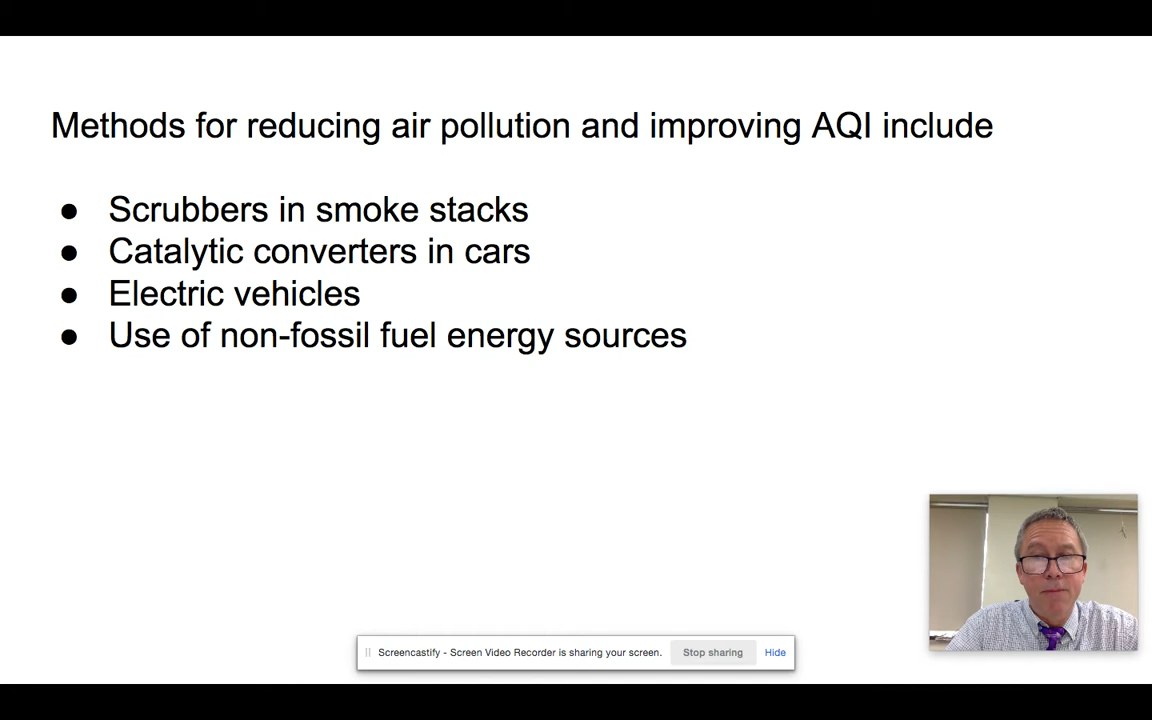 Methods for reducing air pollution and improving AQI include
● Scrubbers in smoke stacks
● Catalytic converters in cars
● Electric vehicles
● Use of non-fossil fuel energy sources
Screencastify - Screen Video Recorder is sharing your screen. Stop sharing Hide